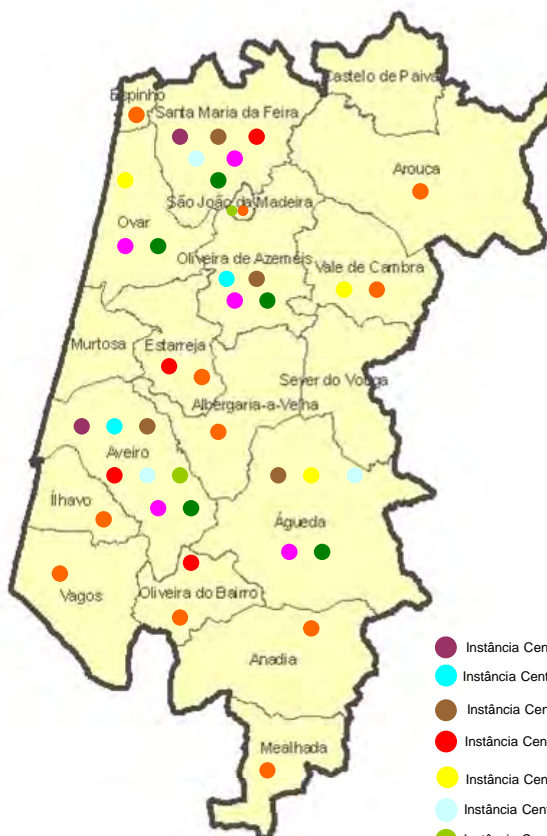 Castelo de Paiva
Espinho
Santa Maria da Feira
Arouca
São João da Madeira
Ovar
Oliveira de Azeméis
Vale de Cambra
Murtosa
Estarreja
Sever do Vouga
Albergaria-a-Velha
Aveiro
Ílhavo
Águeda
Vagos
Oliveira do Bairro
Anadia
Mealhada
Instância Cen
Instância Cent
Instância Cen
Instância Cen
Instância Cen
Instância Cent